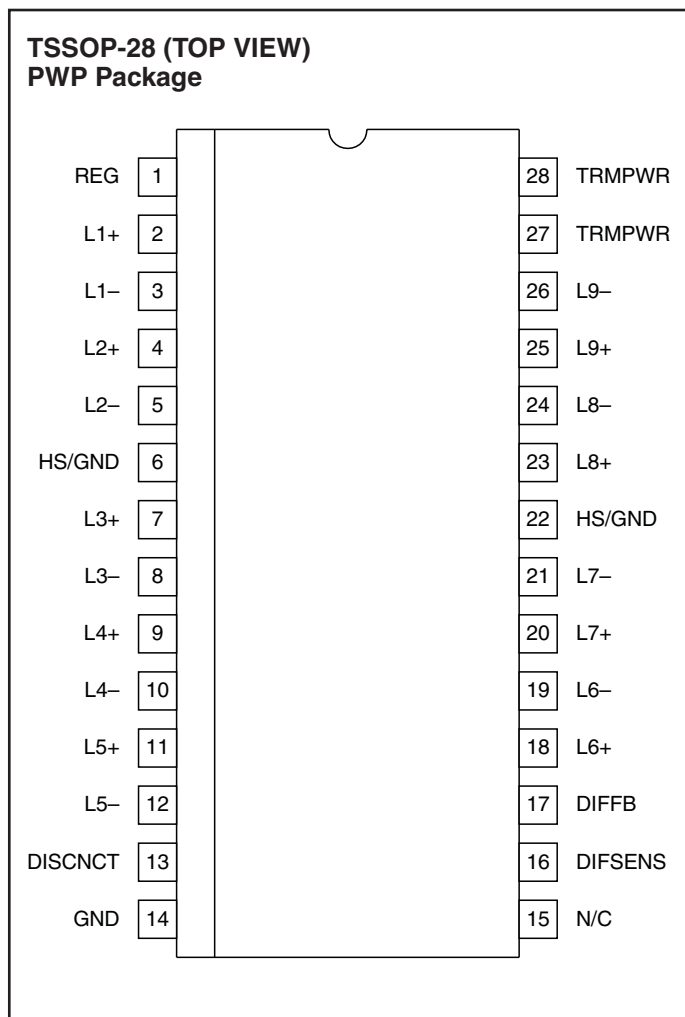 TSSOP-28 (TOP VIEW)
PWP Package
REG 1 28 TRMPWR
L1+ 2 27 TRMPWR
L1– 3 26 L9–
L2+ 4 25 L9+
L2– 5 24 L8–
HS/GND 6 23 L8+
L3+ 7 22 HS/GND
L3– 8 21 L7–
L4+ 9 20 L7+
L4– 10 19 L6–
L5+ 11 18 L6+
L5– 12 17 DIFFB
DISCNCT 13 16 DIFSENS
GND 14 15 N/C